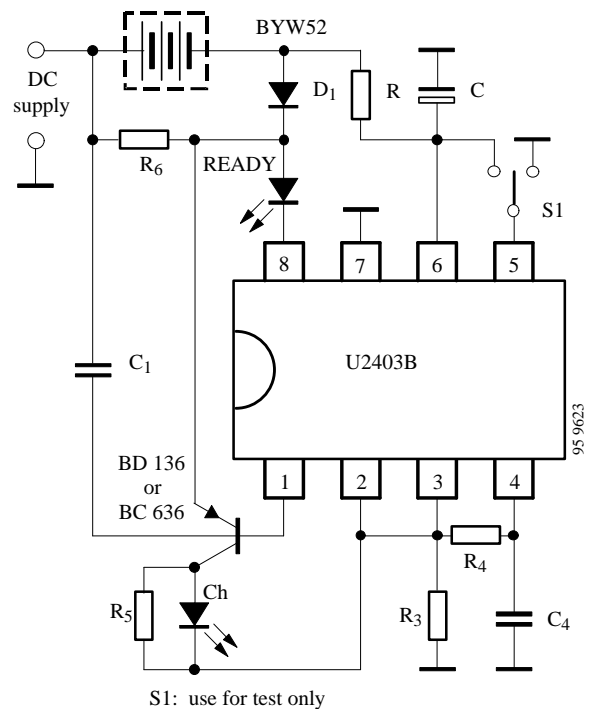 BYW52
DC
supply
D1
R
C
R6
READY
S1
8
7
6
5
C1
U2403B
95 9623
BD 136
or
BC 636
1
2
3
4
R4
R5
Ch
R3
C4
S1: use for test only